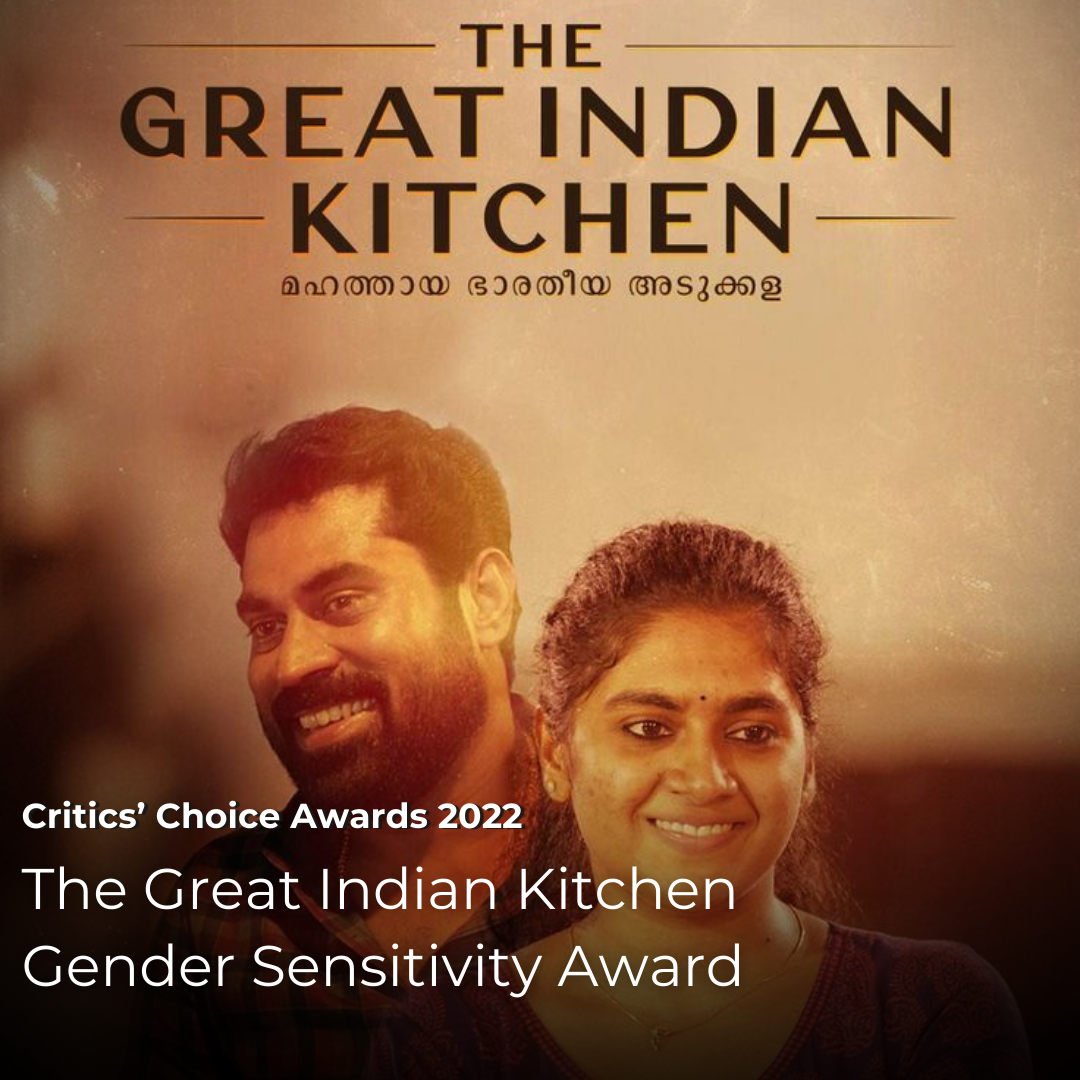 THE
GREAT INDIAN
KITCHEN
മഹത്തായ ഭാരതീയ അടുക്കള
Critics’ Choice Awards 2022
The Great Indian Kitchen
Gender Sensitivity Award